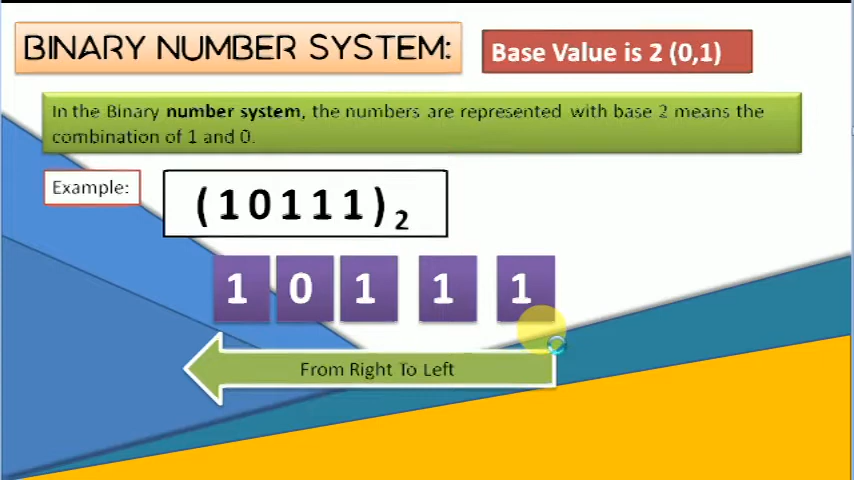 BINARY NUMBER SYSTEM:
Base Value is 2 (0,1)
In the Binary number system, the numbers are represented with base 2 means the
combination of 1 and 0.
Example:
(10111)₂
1 0 1 1 1
From Right To Left